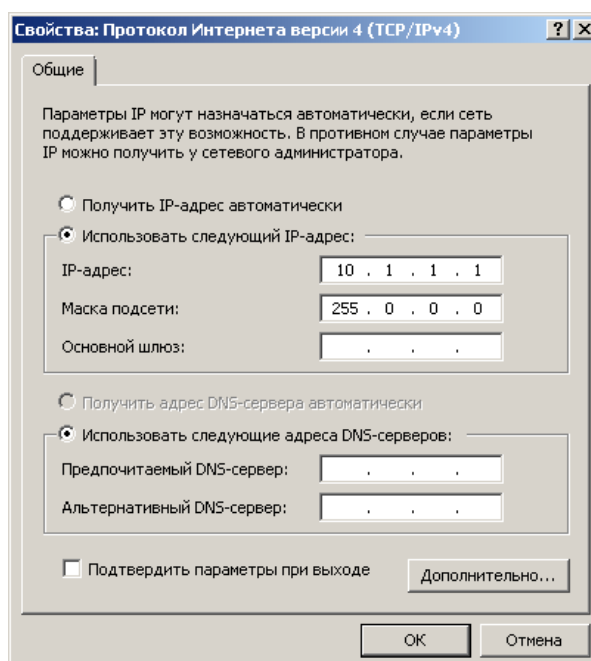 Свойства: Протокол Интернета версии 4 (TCP/IPv4)
Общие
Параметры IP могут назначаться автоматически, если сеть
поддерживает эту возможность. В противном случае параметры
IP можно получить у сетевого администратора.
Получить IP-адрес автоматически
Использовать следующий IP-адрес:
IP-адрес: 10 . 1 . 1 . 1
Маска подсети: 255 . 0 . 0 . 0
Основной шлюз: . . .
Получить адрес DNS-сервера автоматически
Использовать следующие адреса DNS-серверов:
Предпочитаемый DNS-сервер: . . .
Альтернативный DNS-сервер: . . .
Подтвердить параметры при выходе
Дополнительно...
OK Отмена